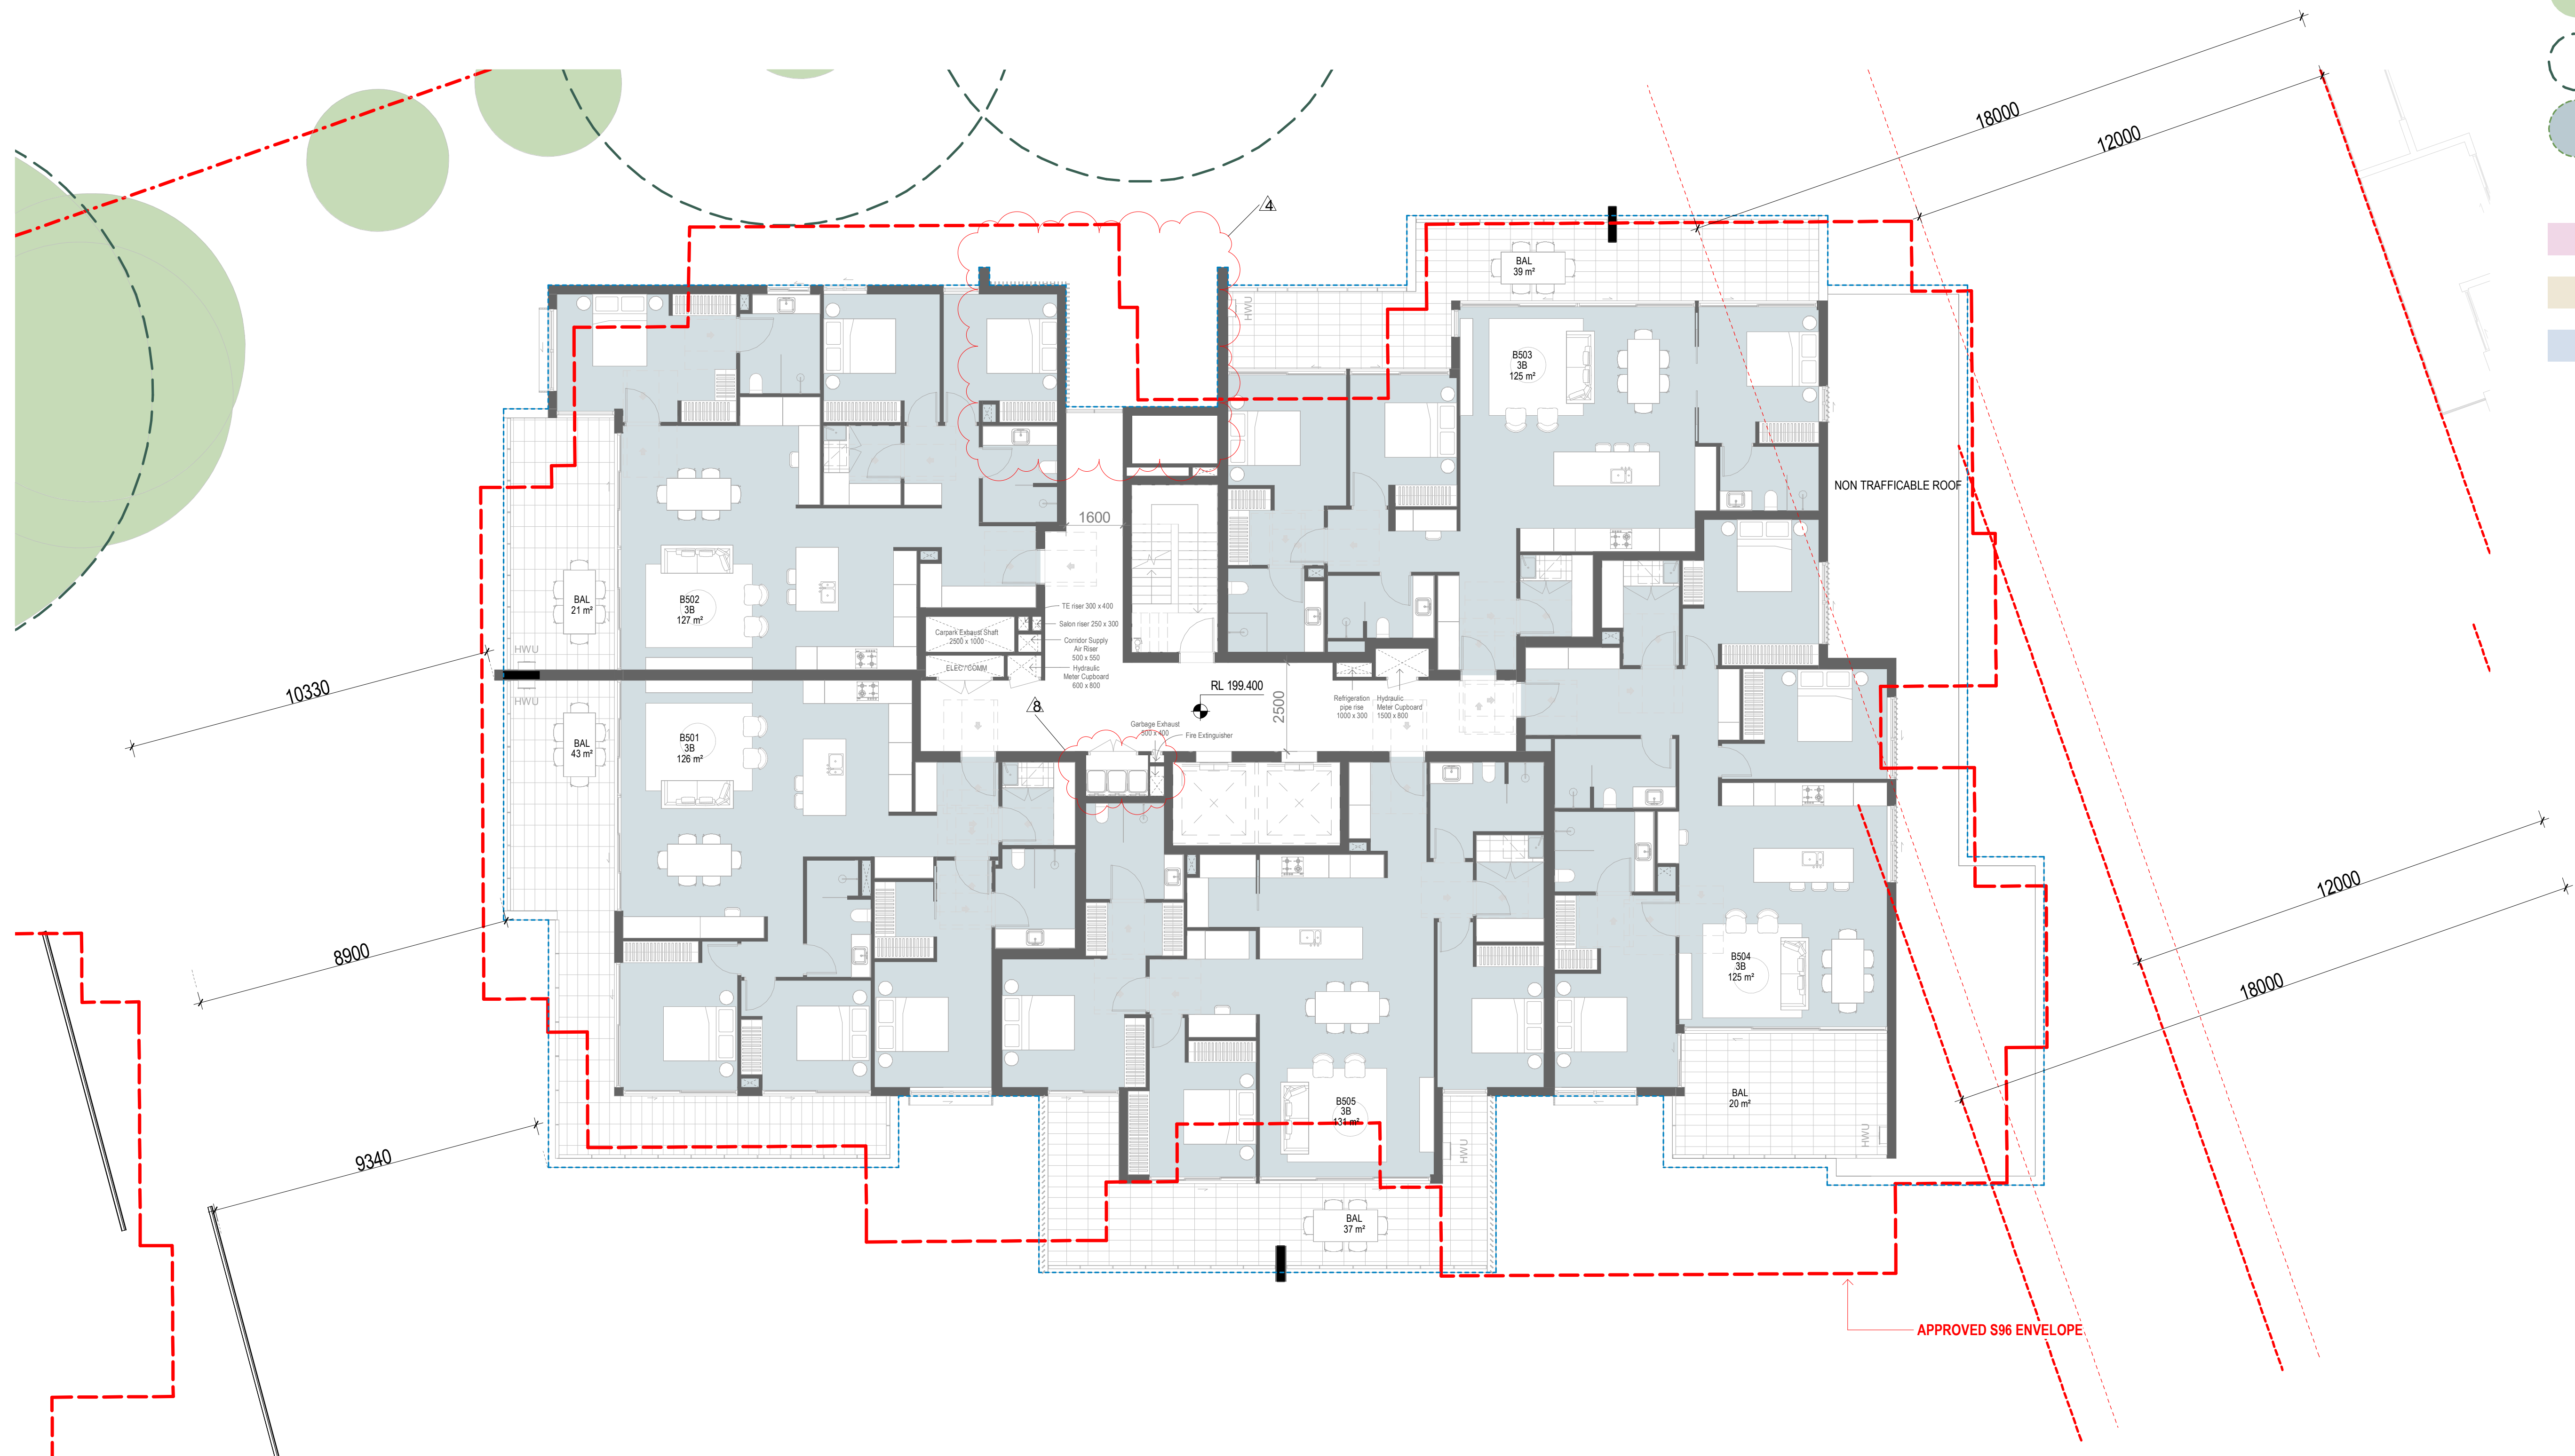 18000
12000
4
BAL
39 m²
HWU
B503
3B
125 m²
NON TRAFFICABLE ROOF
1600
BAL
21 m²
B502
3B
127 m²
HWU
TE riser 300 x 400
Salon riser 250 x 300
Carpark Exhaust Shaft
2500 x 1000
Corridor Supply
Air Riser
500 x 550
ELEC / COMM
Hydraulic
Meter Cupboard
600 x 800
10330
HWU
RL 199.400
2500
Refrigeration
pipe rise
1000 x 300
Hydraulic
Meter Cupboard
1500 x 800
8
Garbage Exhaust
500 x 400
Fire Extinguisher
BAL
43 m²
B501
3B
126 m²
12000
8900
B504
3B
125 m²
18000
BAL
20 m²
HWU
B505
3B
131 m²
HWU
9340
BAL
37 m²
APPROVED S96 ENVELOPE